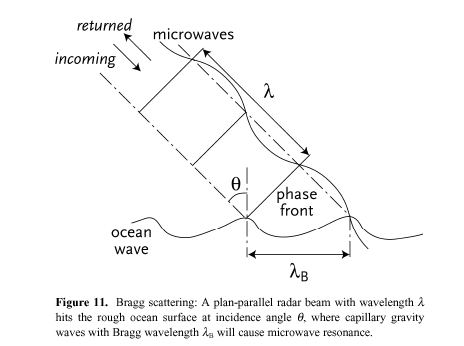 returned
microwaves
incoming
λ
θ
phase
front
ocean
wave
λB
Figure 11. Bragg scattering: A plan-parallel radar beam with wavelength λ
hits the rough ocean surface at incidence angle θ, where capillary gravity
waves with Bragg wavelength λB will cause microwave resonance.